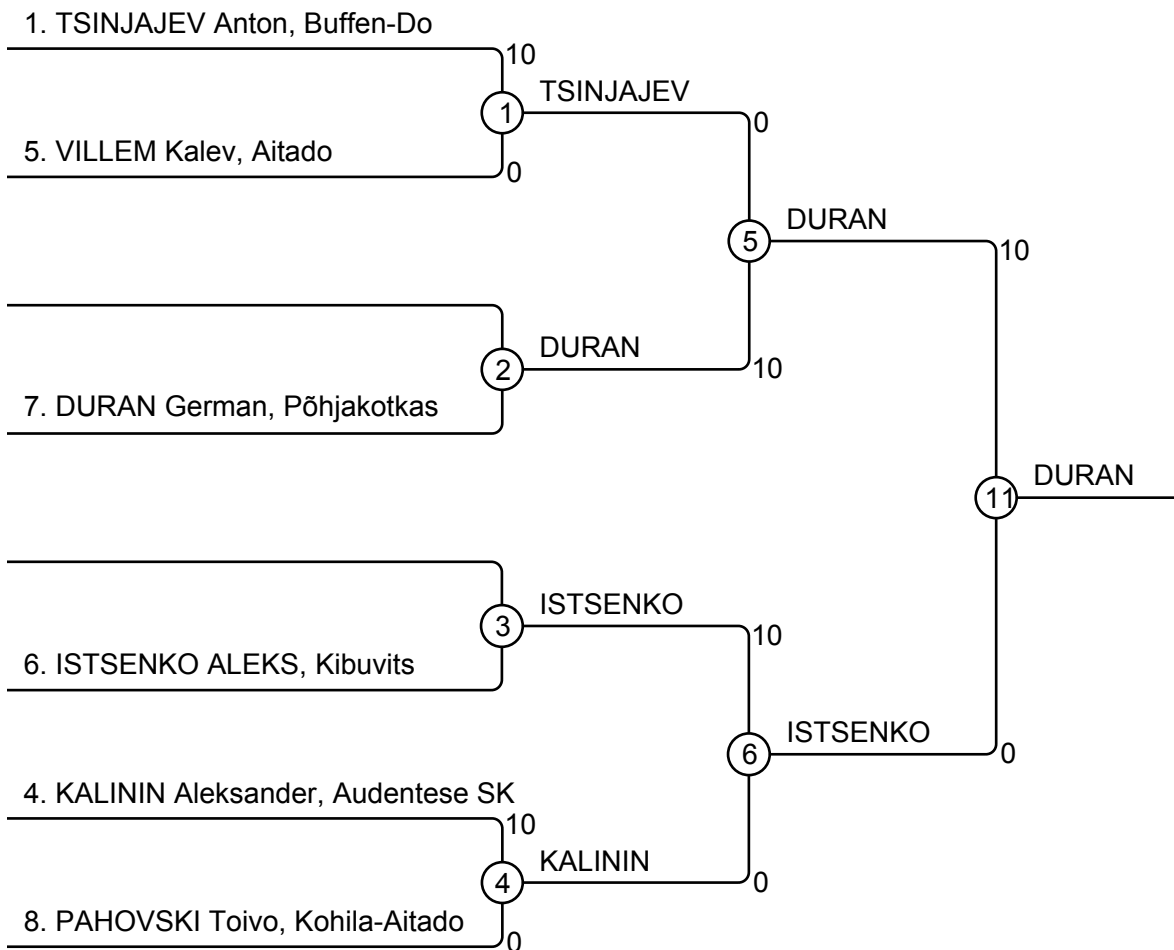 1. TSINJAJEV Anton, Buffen-Do
10
1
TSINJAJEV
0
5. VILLEM Kalev, Aitado
0
5
DURAN
10
2
DURAN
10
7. DURAN German, Põhjakotkas
11
DURAN
3
ISTSENKO
10
6. ISTSENKO ALEKS, Kibuvits
6
ISTSENKO
0
4. KALININ Aleksander, Audentese SK
10
4
KALININ
0
8. PAHOVSKI Toivo, Kohila-Aitado
0